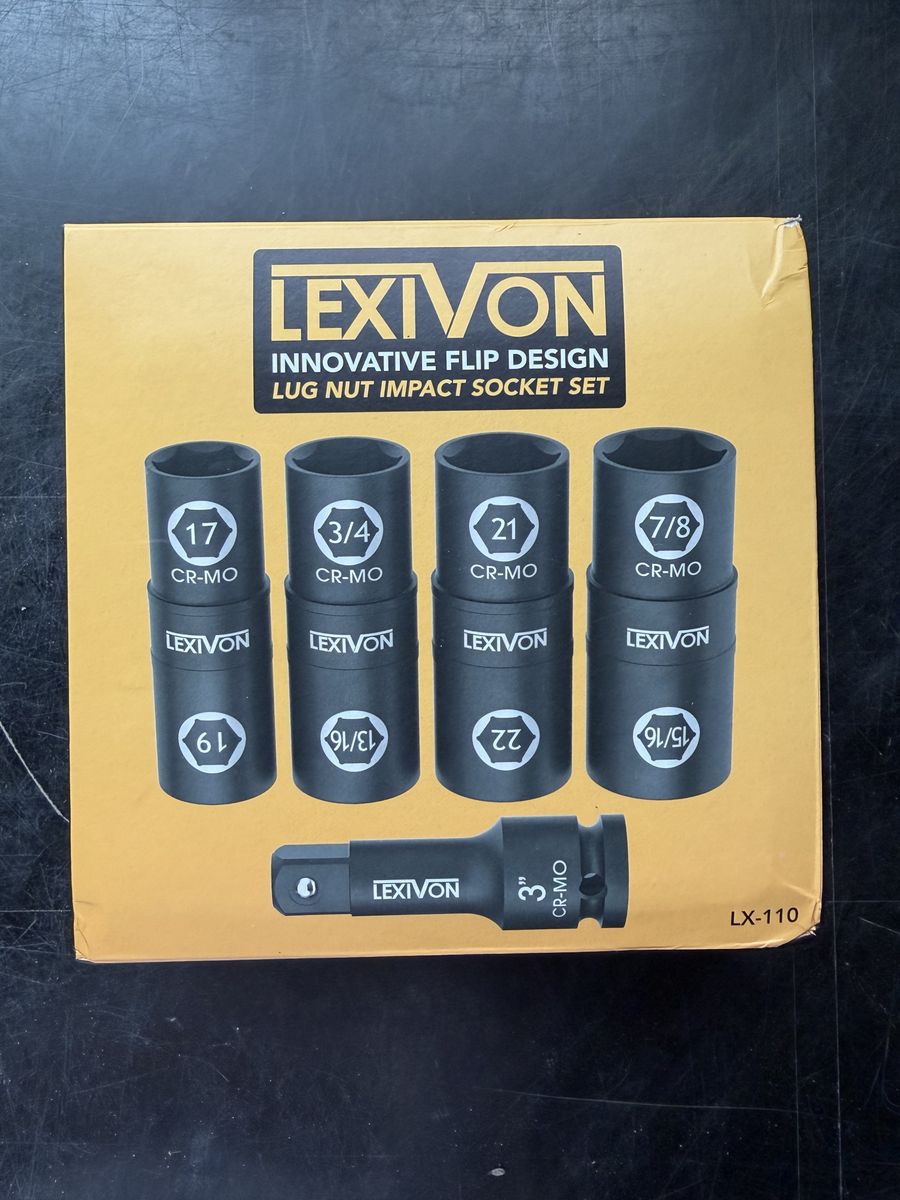 LEXIVON
INNOVATIVE FLIP DESIGN
LUG NUT IMPACT SOCKET SET
17
CR-MO
LEXIVON
19
3/4
CR-MO
LEXIVON
13/16
21
CR-MO
LEXIVON
22
7/8
CR-MO
LEXIVON
15/16
LEXIVON
3"
CR-MO
LX-110